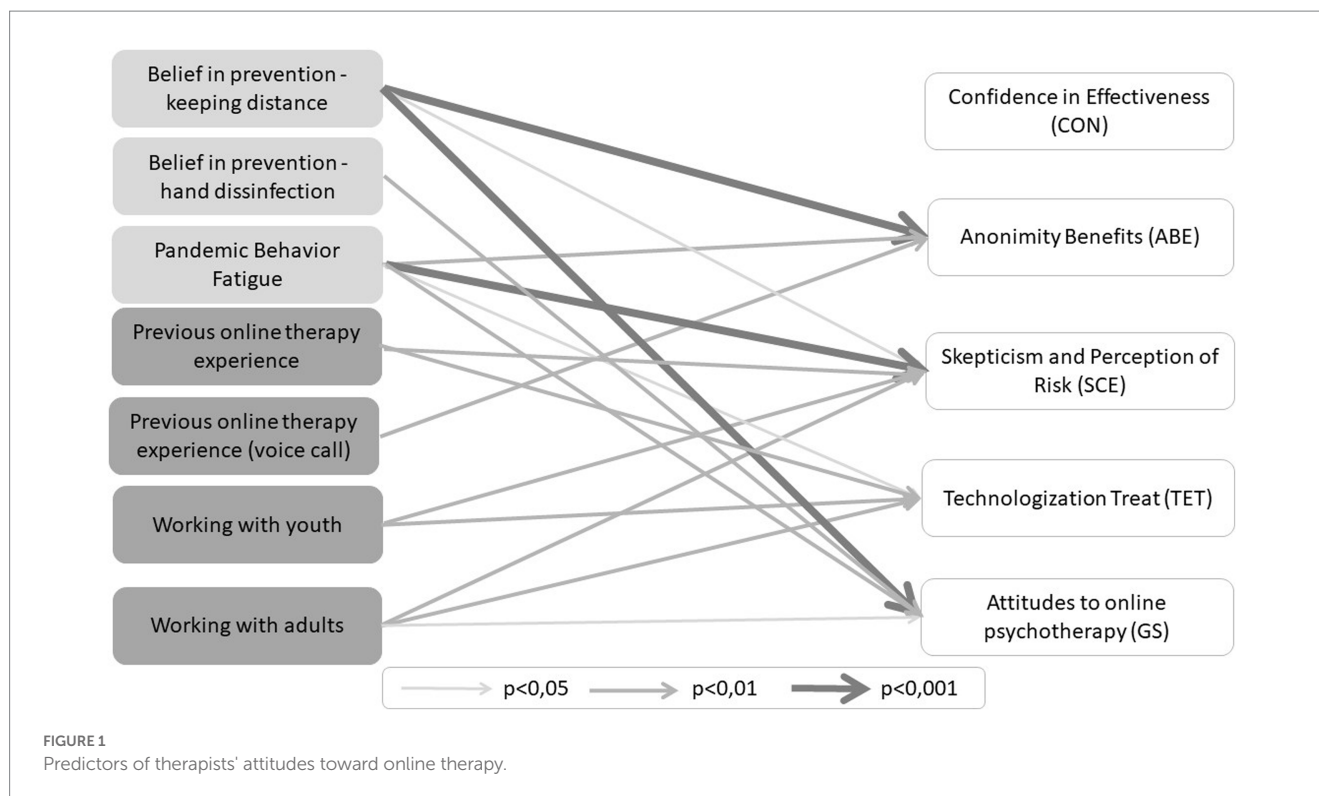 Belief in prevention -
keeping distance
Belief in prevention -
hand dissinfection
Pandemic Behavior
Fatigue
Previous online therapy
experience
Previous online therapy
experience (voice call)
Working with youth
Working with adults
Confidence in Effectiveness
(CON)
Anonimity Benefits (ABE)
Skepticism and Perception of
Risk (SCE)
Technologization Treat (TET)
Attitudes to online
psychotherapy (GS)
p<0,05 p<0,01 p<0,001
FIGURE 1
Predictors of therapists' attitudes toward online therapy.